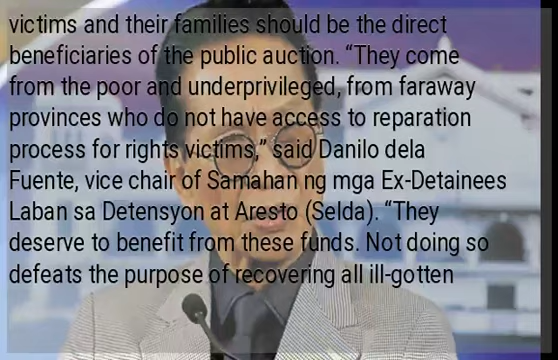 victims and their families should be the direct
beneficiaries of the public auction. “They come
from the poor and underprivileged, from faraway
provinces who do not have access to reparation
process for rights victims,” said Danilo dela
Fuente, vice chair of Samahan ng mga Ex-Detainees
Laban sa Detensyon at Aresto (Selda). “They
deserve to benefit from these funds. Not doing so
defeats the purpose of recovering all ill-gotten